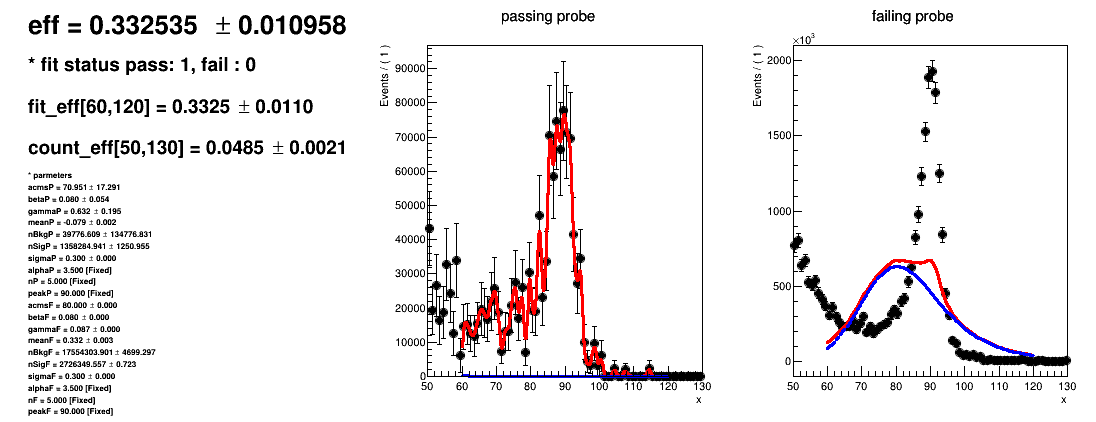 eff = 0.332535 ± 0.010958
* fit status pass: 1, fail : 0
fit_eff[60,120] = 0.3325 ± 0.0110
count_eff[50,130] = 0.0485 ± 0.0021
* parmeters
acmsP = 70.951 ± 17.291
betaP = 0.080 ± 0.054
gammaP = 0.632 ± 0.195
meanP = -0.079 ± 0.002
nBkgP = 39776.609 ± 134776.831
nSigP = 1358284.941 ± 1250.955
sigmaP = 0.300 ± 0.000
alphaP = 3.500 [Fixed]
nP = 5.000 [Fixed]
peakP = 90.000 [Fixed]
acmsF = 80.000 ± 0.000
betaF = 0.080 ± 0.000
gammaF = 0.087 ± 0.000
meanF = 0.332 ± 0.003
nBkgF = 17554303.901 ± 4699.297
nSigF = 2726349.557 ± 0.723
sigmaF = 0.300 ± 0.000
alphaF = 3.500 [Fixed]
nF = 5.000 [Fixed]
peakF = 90.000 [Fixed]
passing probe
Events / ( 1 )
90000
80000
70000
60000
50000
40000
30000
20000
10000
0
50 60 70 80 90 100 110 120 130
x
failing probe
×10³
Events / ( 1 )
2000
1500
1000
500
0
50 60 70 80 90 100 110 120 130
x